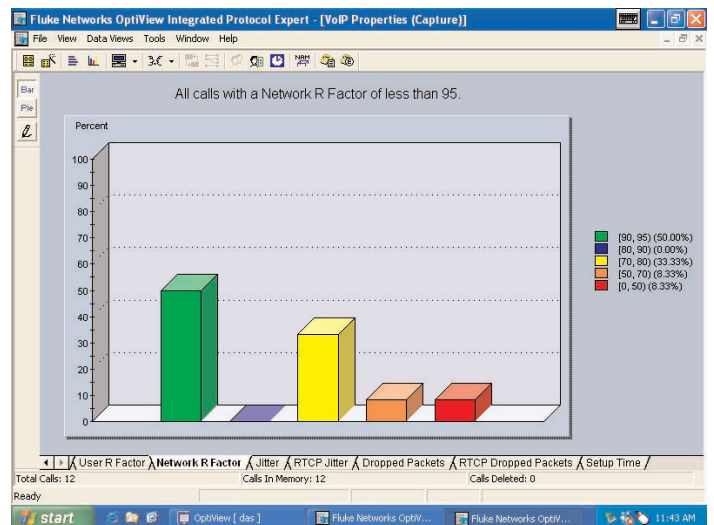 Fluke Networks OptiView Integrated Protocol Expert - [VoIP Properties (Capture)]
File View Data Views Tools Window Help
NAM
Bar
Pie
All calls with a Network R Factor of less than 95.
Percent
100
90
80
70
60
50
40
30
20
10
0
[90, 95) (50.00%)
[80, 90) (0.00%)
[70, 80) (33.33%)
[50, 70) (8.33%)
[0, 50) (8.33%)
User R Factor Network R Factor Jitter RTCP Jitter Dropped Packets RTCP Dropped Packets Setup Time
Total Calls: 12 Calls In Memory: 12 Calls Deleted: 0
Ready
start OptiView [ das ] Fluke Networks OptiV... Fluke Networks OptiV... 11:43 AM